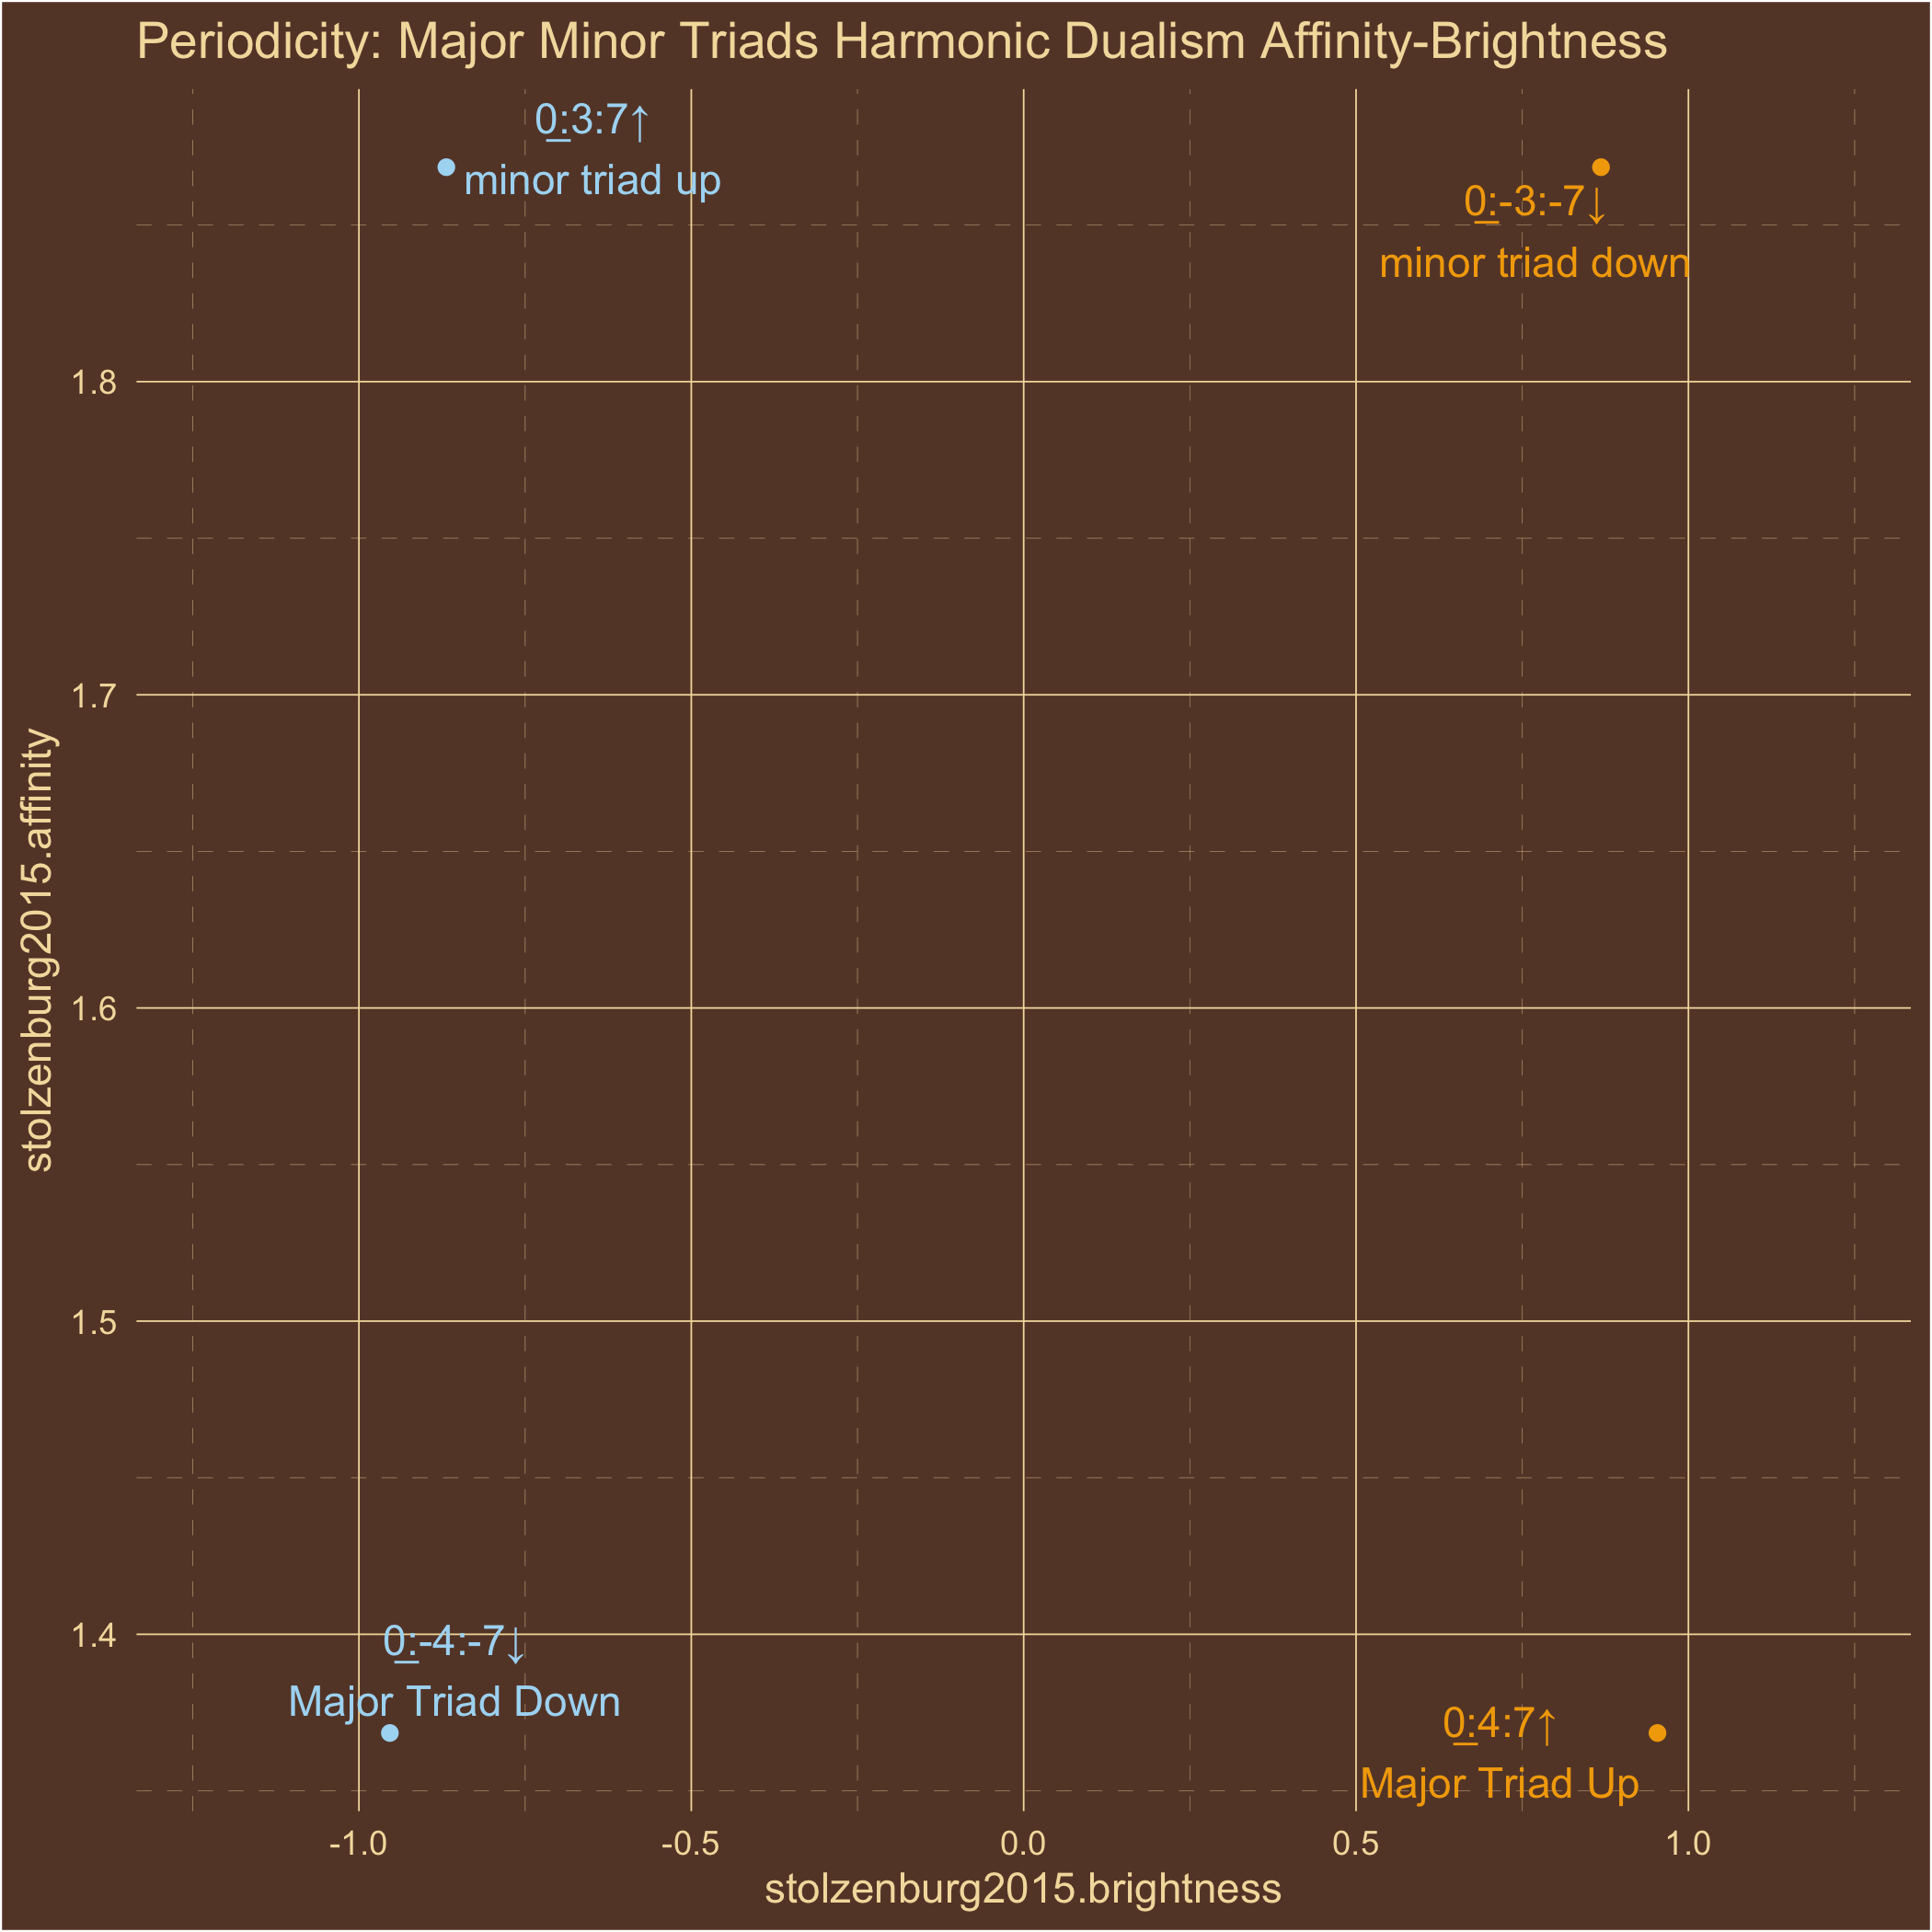 Periodicity: Major Minor Triads Harmonic Dualism Affinity-Brightness
0:3:7↑
minor triad up
0:-3:-7↓
minor triad down
1.8
1.7
1.6
1.5
1.4
stolzenburg2015.affinity
0:-4:-7↓
Major Triad Down
0:4:7↑
Major Triad Up
-1.0
-0.5
0.0
0.5
1.0
stolzenburg2015.brightness